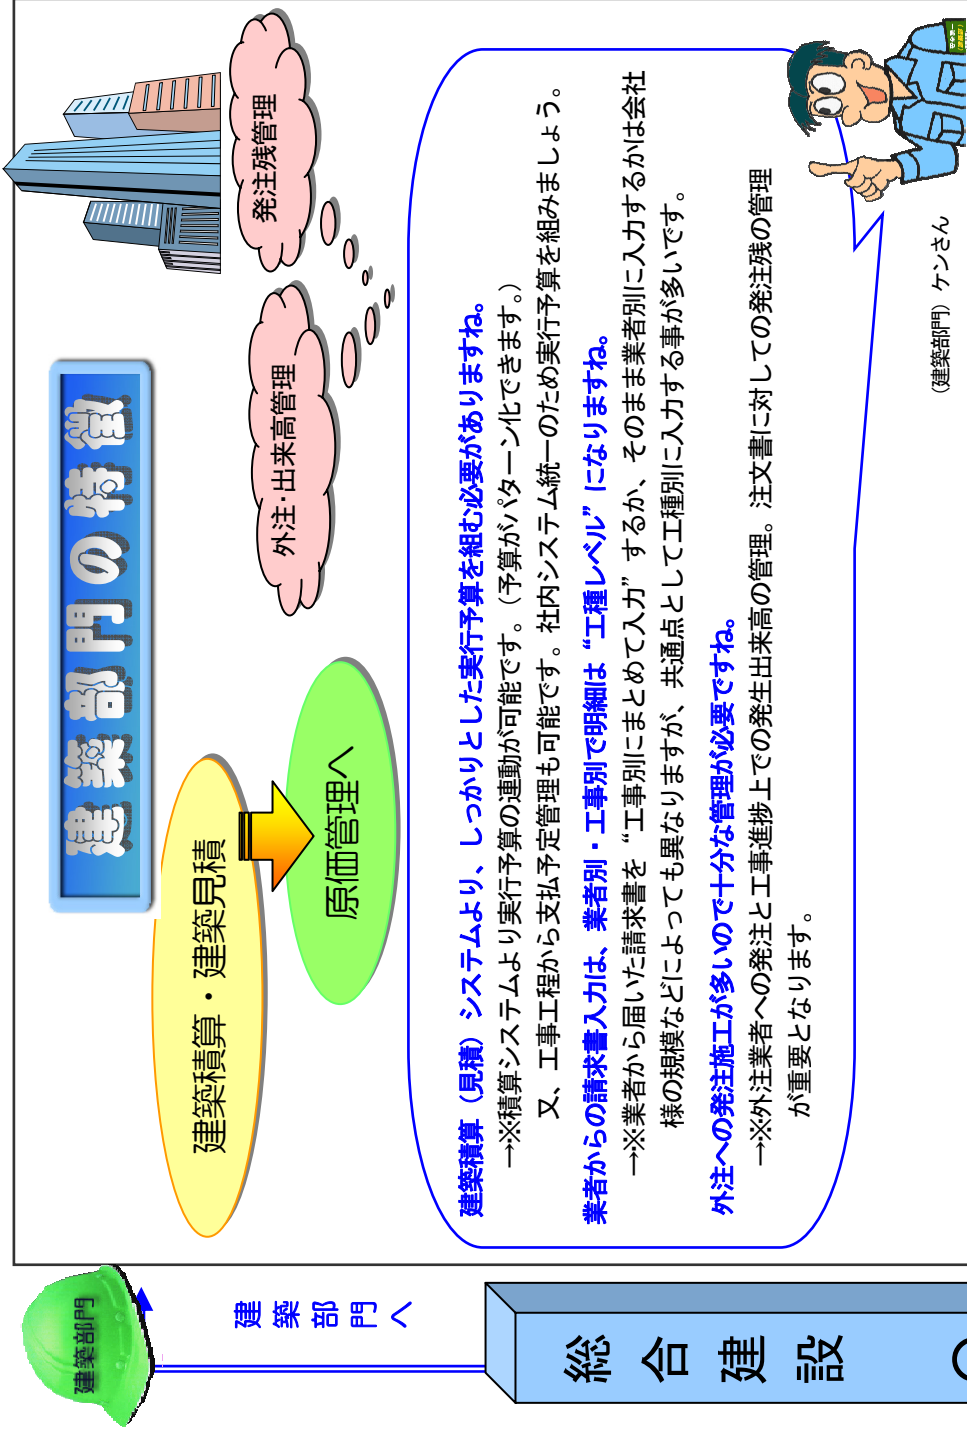 建築部門の特徴
建築積算・建築見積
原価管理へ
外注・出来高管理
発注残管理
建築積算（見積）システムより、しっかりとした実行予算を組む必要がありますね。
→※積算システムより実行予算の連動が可能です。（予算がパターン化できます。）
又、工事工程から支払予定管理も可能です。社内システム統一のため実行予算を組みましょう。
業者からの請求書入力は、業者別・工事別で明細は“工種レベル”になりますね。
→※業者から届いた請求書を“工事別にまとめて入力”するか、そのまま業者別に入力するかは会社
様の規模などによっても異なりますが、共通点として工種別に入力する事が多いです。
外注への発注施工が多いので十分な管理が必要ですね。
→※外注業者への発注と工事進捗上での発生出来高の管理。注文書に対しての発注残の管理
が重要となります。
（建築部門）ケンさん
建築部門
建築部門へ
総合建設